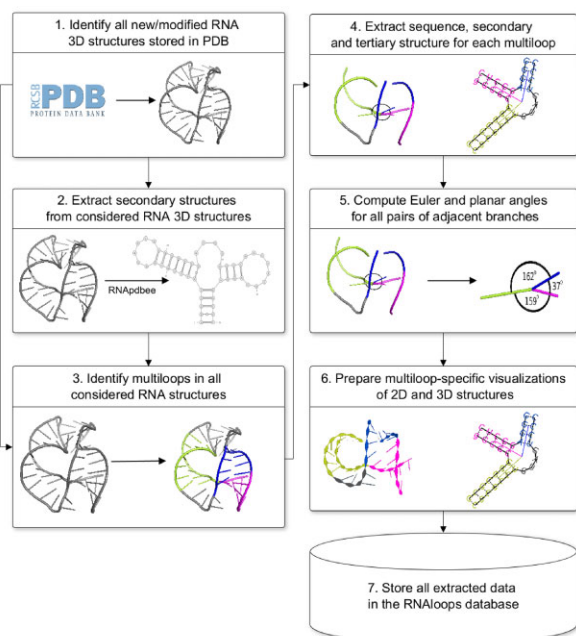 1. Identify all new/modified RNA
3D structures stored in PDB
RCSB
PDB
PROTEIN DATA BANK
2. Extract secondary structures
from considered RNA 3D structures
RNApdbee
3. Identify multiloops in all
considered RNA structures
4. Extract sequence, secondary
and tertiary structure for each multiloop
5. Compute Euler and planar angles
for all pairs of adjacent branches
162°
37°
159°
6. Prepare multiloop-specific visualizations
of 2D and 3D structures
7. Store all extracted data
in the RNAloops database